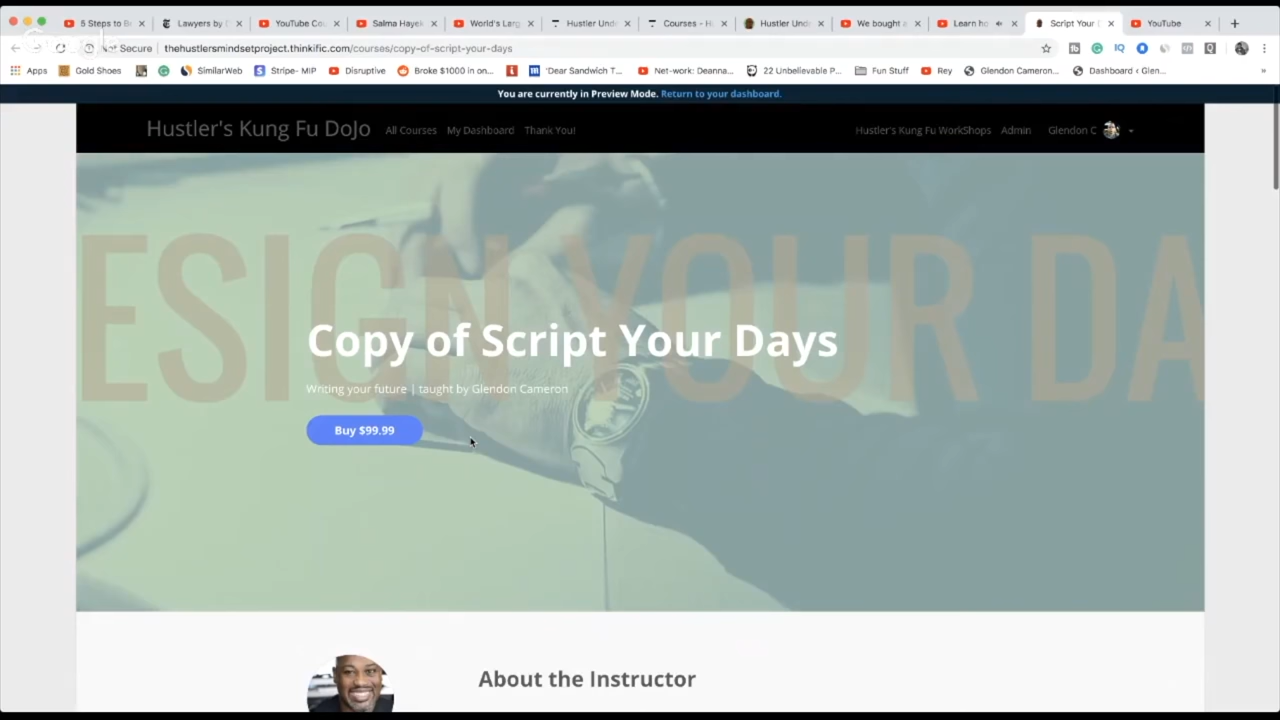 5 Steps to B
Lawyers by
YouTube Co
Salma Hayek
World's Larg
Hustler Und
Courses - H
Hustler Und
We bought a
Learn ho
Script Your
YouTube
Not Secure
thehustlersmindsetproject.thinkific.com/courses/copy-of-script-your-days
Apps
Gold Shoes
SimilarWeb
Stripe- MIP
Disruptive
Broke $1000 in on...
'Dear Sandwich T...
Net-work: Deanna...
22 Unbelievable P...
Fun Stuff
Rey
Glendon Cameron...
Dashboard ‹ Glen...
You are currently in Preview Mode. Return to your dashboard.
Hustler's Kung Fu DoJo
All Courses
My Dashboard
Thank You!
Hustler's Kung Fu WorkShops
Admin
Glendon C
ESIGN YOUR DA
Copy of Script Your Days
Writing your future | taught by Glendon Cameron
Buy $99.99
About the Instructor